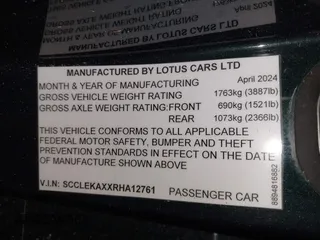 MANUFACTURED BY LOTUS CARS LTD
MONTH & YEAR OF MANUFACTURING April 2024
GROSS VEHICLE WEIGHT RATING 1763kg (3887lb)
GROSS AXLE WEIGHT RATING:FRONT 690kg (1521lb)
REAR 1073kg (2366lb)
THIS VEHICLE CONFORMS TO ALL APPLICABLE
FEDERAL MOTOR SAFETY, BUMPER AND THEFT
PREVENTION STANDARDS IN EFFECT ON THE DATE
OF MANUFACTURE SHOWN ABOVE
V.I.N: SCCLEKAXXRHA12761 PASSENGER CAR